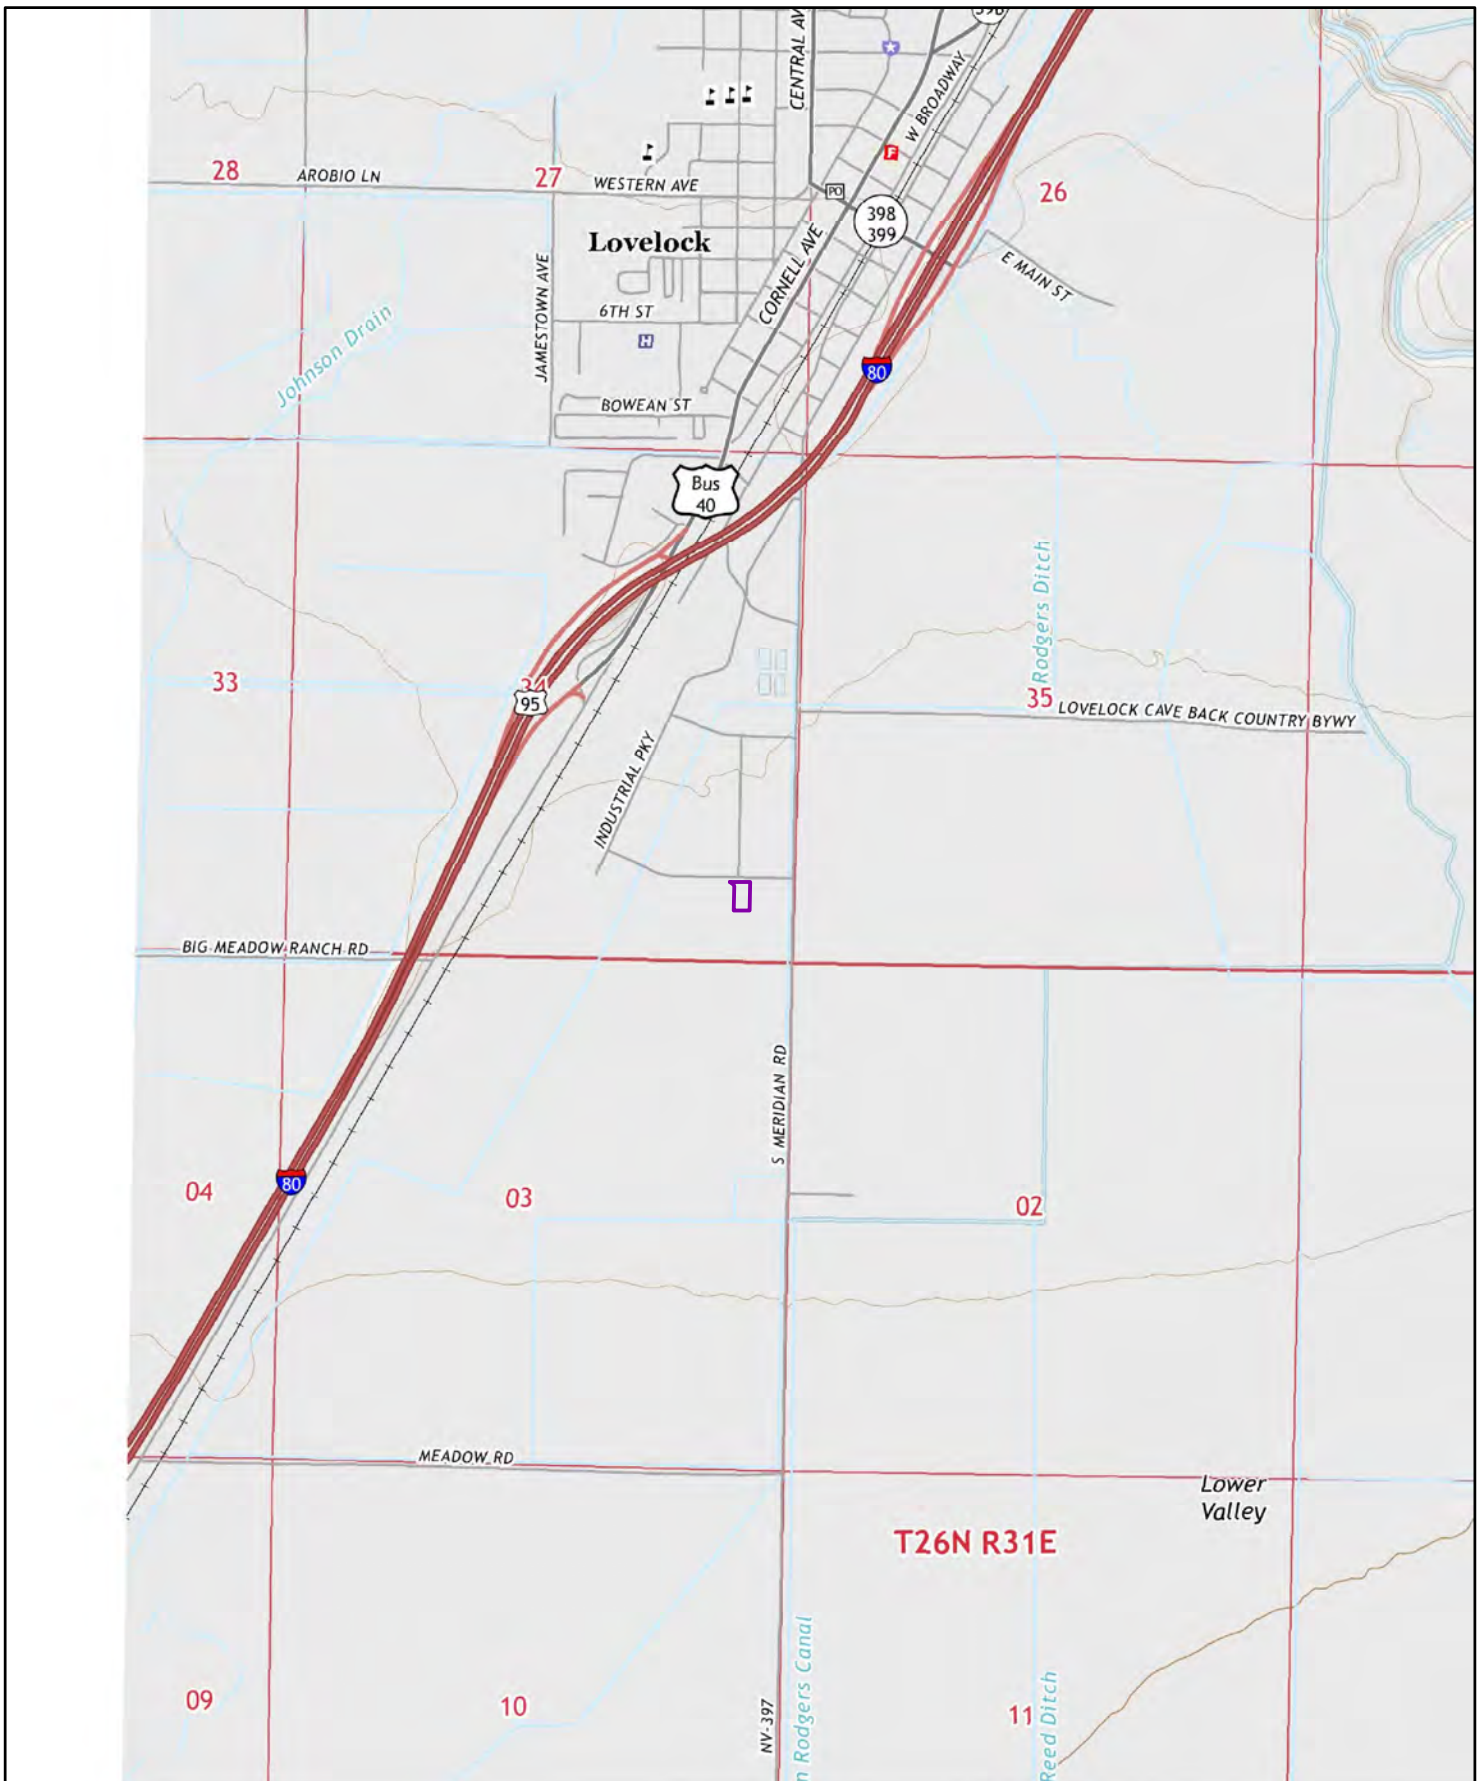 CENTRAL AV
W BROADWAY
28
AROBIO LN
27
WESTERN AVE
PO
F
398
399
26
Lovelock
E MAIN ST
JAMESTOWN AVE
6TH ST
CORNELL AVE
H
Johnson Drain
80
BOWEAN ST
Bus
40
Rodgers Ditch
33
34
95
35
LOVELOCK CAVE BACK COUNTRY BYWY
INDUSTRIAL PKY
BIG MEADOW RANCH RD
S MERIDIAN RD
80
04
03
02
MEADOW RD
Lower
Valley
T26N R31E
09
10
NV-397
n Rodgers Canal
11
Reed Ditch